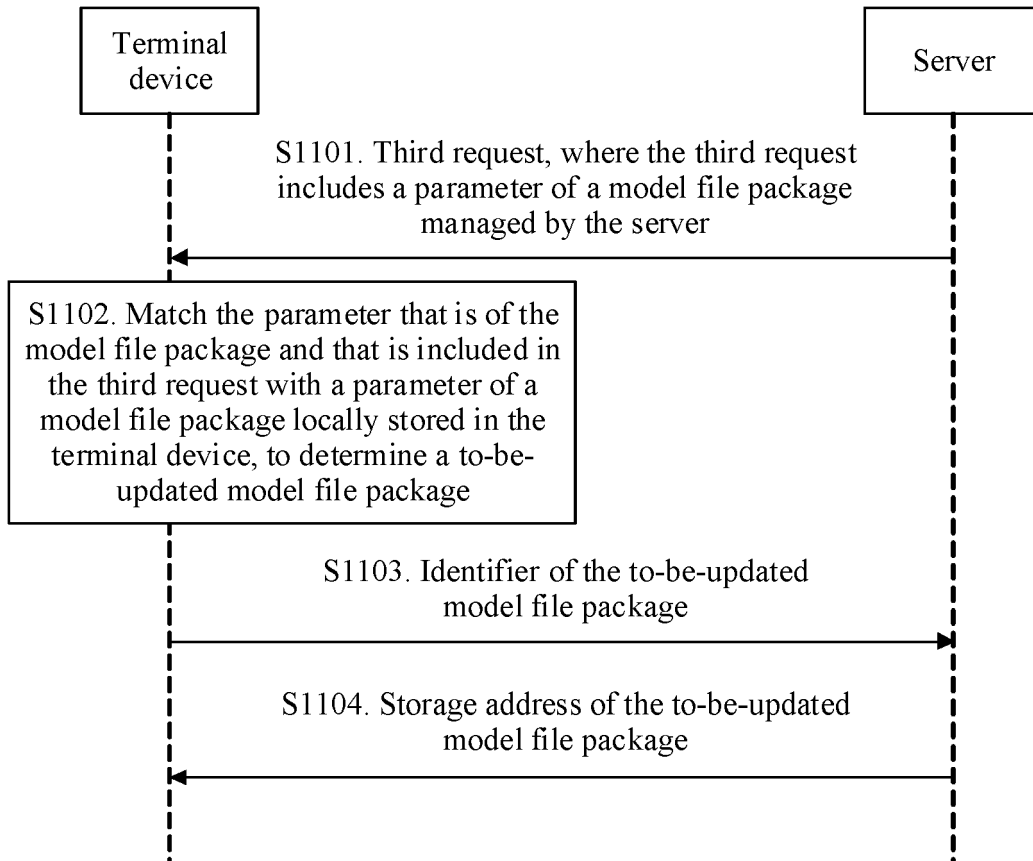 Terminal
device
Server
S1101. Third request, where the third request
includes a parameter of a model file package
managed by the server
S1102. Match the parameter that is of the
model file package and that is included in
the third request with a parameter of a
model file package locally stored in the
terminal device, to determine a to-be-
updated model file package
S1103. Identifier of the to-be-updated
model file package
S1104. Storage address of the to-be-updated
model file package